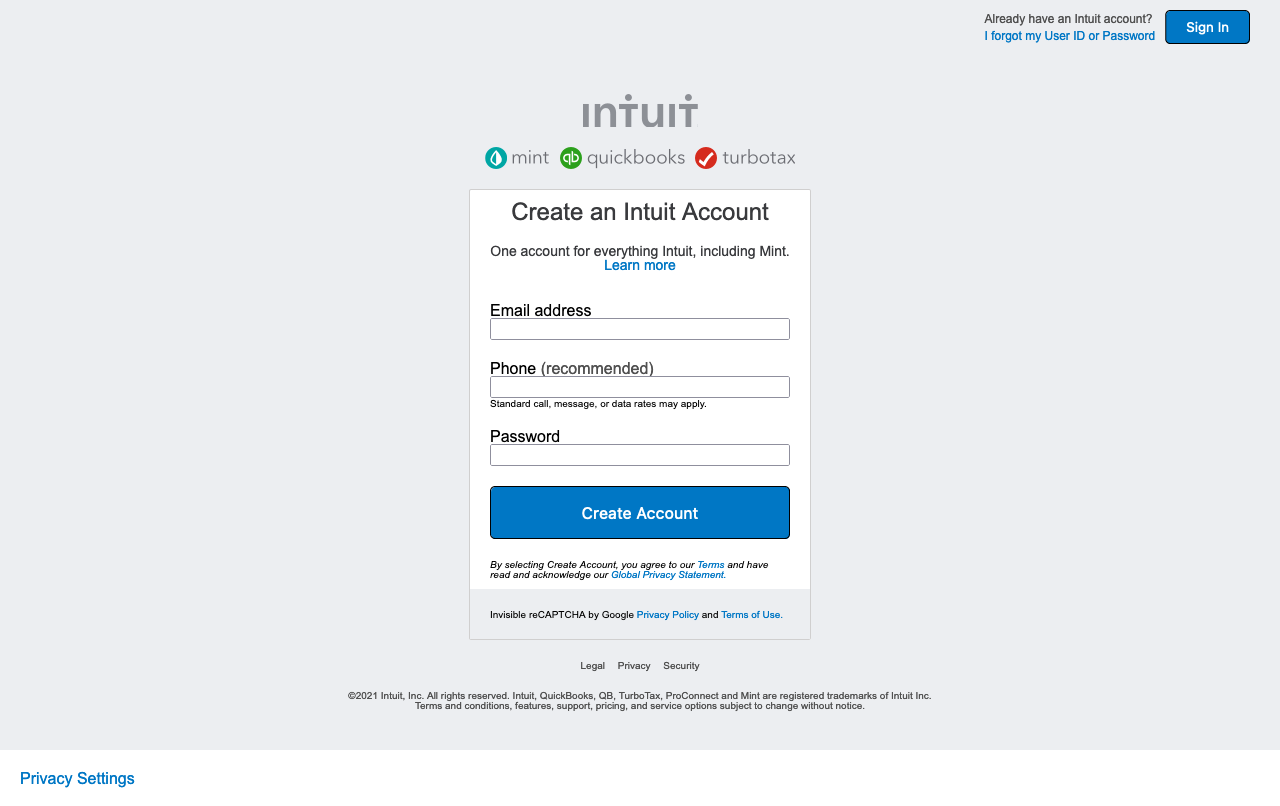 Already have an Intuit account?
I forgot my User ID or Password
Sign In
intuit
mint quickbooks turbotax
Create an Intuit Account
One account for everything Intuit, including Mint.
Learn more
Email address
Phone (recommended)
Standard call, message, or data rates may apply.
Password
Create Account
By selecting Create Account, you agree to our Terms and have
read and acknowledge our Global Privacy Statement.
Invisible reCAPTCHA by Google Privacy Policy and Terms of Use.
Legal Privacy Security
©2021 Intuit, Inc. All rights reserved. Intuit, QuickBooks, QB, TurboTax, ProConnect and Mint are registered trademarks of Intuit Inc.
Terms and conditions, features, support, pricing, and service options subject to change without notice.
Privacy Settings